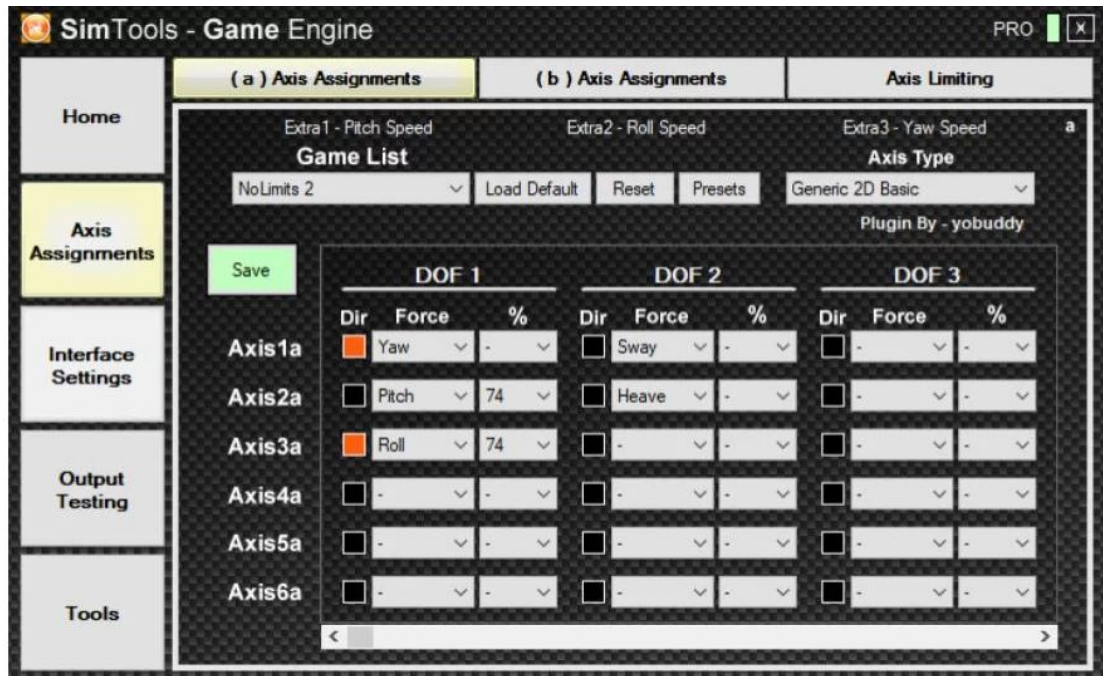 SimTools - Game Engine
PRO
X
Home
Axis Assignments
Interface Settings
Output Testing
Tools
( a ) Axis Assignments
( b ) Axis Assignments
Axis Limiting
Extra1 - Pitch Speed
Extra2 - Roll Speed
Extra3 - Yaw Speed
a
Game List
Axis Type
NoLimits 2
Load Default
Reset
Presets
Generic 2D Basic
Plugin By - yobuddy
Save
DOF 1 DOF 2 DOF 3
Dir Force % Dir Force % Dir Force %
Axis1a Yaw - Sway - - -
Axis2a Pitch 74 Heave - - -
Axis3a Roll 74 - - - -
Axis4a - - - - - -
Axis5a - - - - - -
Axis6a - - - - - -